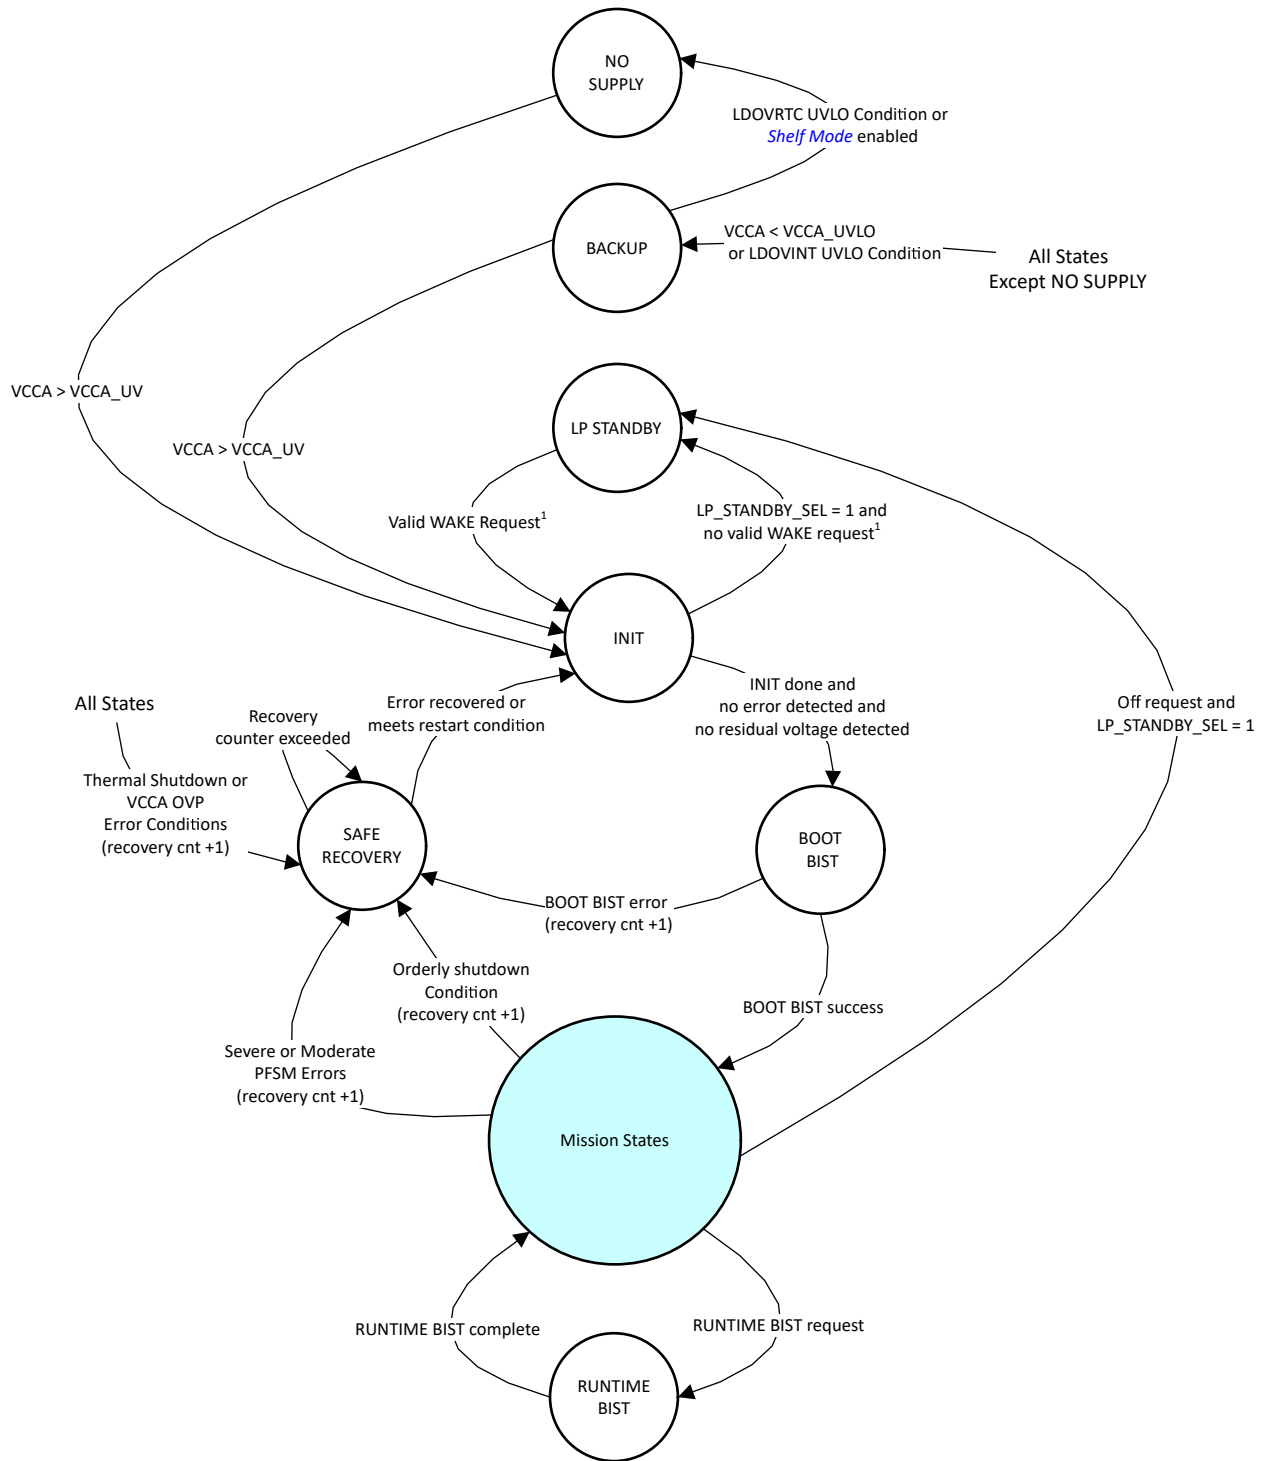 NO
SUPPLY
LDOVRTC UVLO Condition or
Shelf Mode enabled
BACKUP
VCCA < VCCA_UVLO
or LDOVINT UVLO Condition
All States
Except NO SUPPLY
VCCA > VCCA_UV
VCCA > VCCA_UV
LP STANDBY
Valid WAKE Request¹
LP_STANDBY_SEL = 1 and
no valid WAKE request¹
INIT
INIT done and
no error detected and
no residual voltage detected
Off request and
LP_STANDBY_SEL = 1
All States
Recovery
counter exceeded
Error recovered or
meets restart condition
Thermal Shutdown or
VCCA OVP
Error Conditions
(recovery cnt +1)
SAFE
RECOVERY
BOOT
BIST
BOOT BIST error
(recovery cnt +1)
Orderly shutdown
Condition
(recovery cnt +1)
BOOT BIST success
Severe or Moderate
PFSM Errors
(recovery cnt +1)
Mission States
RUNTIME BIST complete
RUNTIME BIST request
RUNTIME
BIST